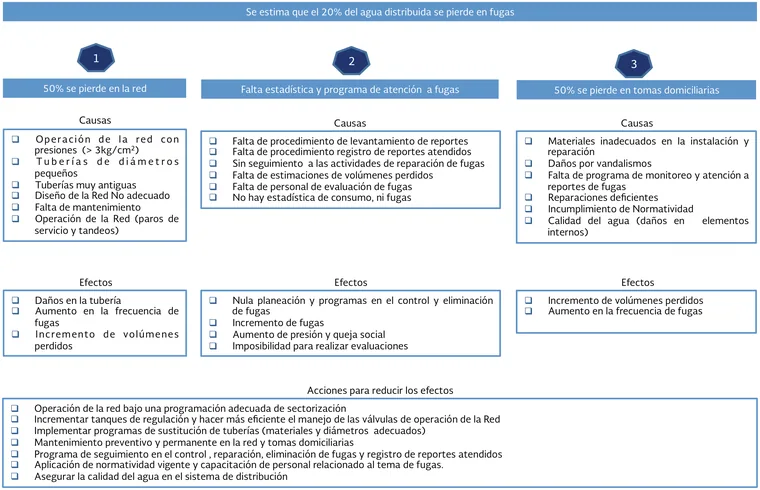 Se estima que el 20% del agua distribuida se pierde en fugas
1
50% se pierde en la red
Causas
❑ Operación de la red con
presiones (> 3kg/cm²)
❑ Tuberías de diámetros
pequeños
❑ Tuberías muy antiguas
❑ Diseño de la Red No adecuado
❑ Falta de mantenimiento
❑ Operación de la Red (paros de
servicio y tandeos)
Efectos
❑ Daños en la tubería
❑ Aumento en la frecuencia de
fugas
❑ Incremento de volúmenes
perdidos
2
Falta estadística y programa de atención a fugas
Causas
❑ Falta de procedimiento de levantamiento de reportes
❑ Falta de procedimiento registro de reportes atendidos
❑ Sin seguimiento a las actividades de reparación de fugas
❑ Falta de estimaciones de volúmenes perdidos
❑ Falta de personal de evaluación de fugas
❑ No hay estadística de consumo, ni fugas
Efectos
❑ Nula planeación y programas en el control y eliminación
de fugas
❑ Incremento de fugas
❑ Aumento de presión y queja social
❑ Imposibilidad para realizar evaluaciones
3
50% se pierde en tomas domiciliarias
Causas
❑ Materiales inadecuados en la instalación y
reparación
❑ Daños por vandalismos
❑ Falta de programa de monitoreo y atención a
reportes de fugas
❑ Reparaciones deficientes
❑ Incumplimiento de Normatividad
❑ Calidad del agua (daños en elementos
internos)
Efectos
❑ Incremento de volúmenes perdidos
❑ Aumento en la frecuencia de fugas
Acciones para reducir los efectos
❑ Operación de la red bajo una programación adecuada de sectorización
❑ Incrementar tanques de regulación y hacer más eficiente el manejo de las válvulas de operación de la Red
❑ Implementar programas de sustitución de tuberías (materiales y diámetros adecuados)
❑ Mantenimiento preventivo y permanente en la red y tomas domiciliarias
❑ Programa de seguimiento en el control , reparación, eliminación de fugas y registro de reportes atendidos
❑ Aplicación de normatividad vigente y capacitación de personal relacionado al tema de fugas.
❑ Asegurar la calidad del agua en el sistema de distribución